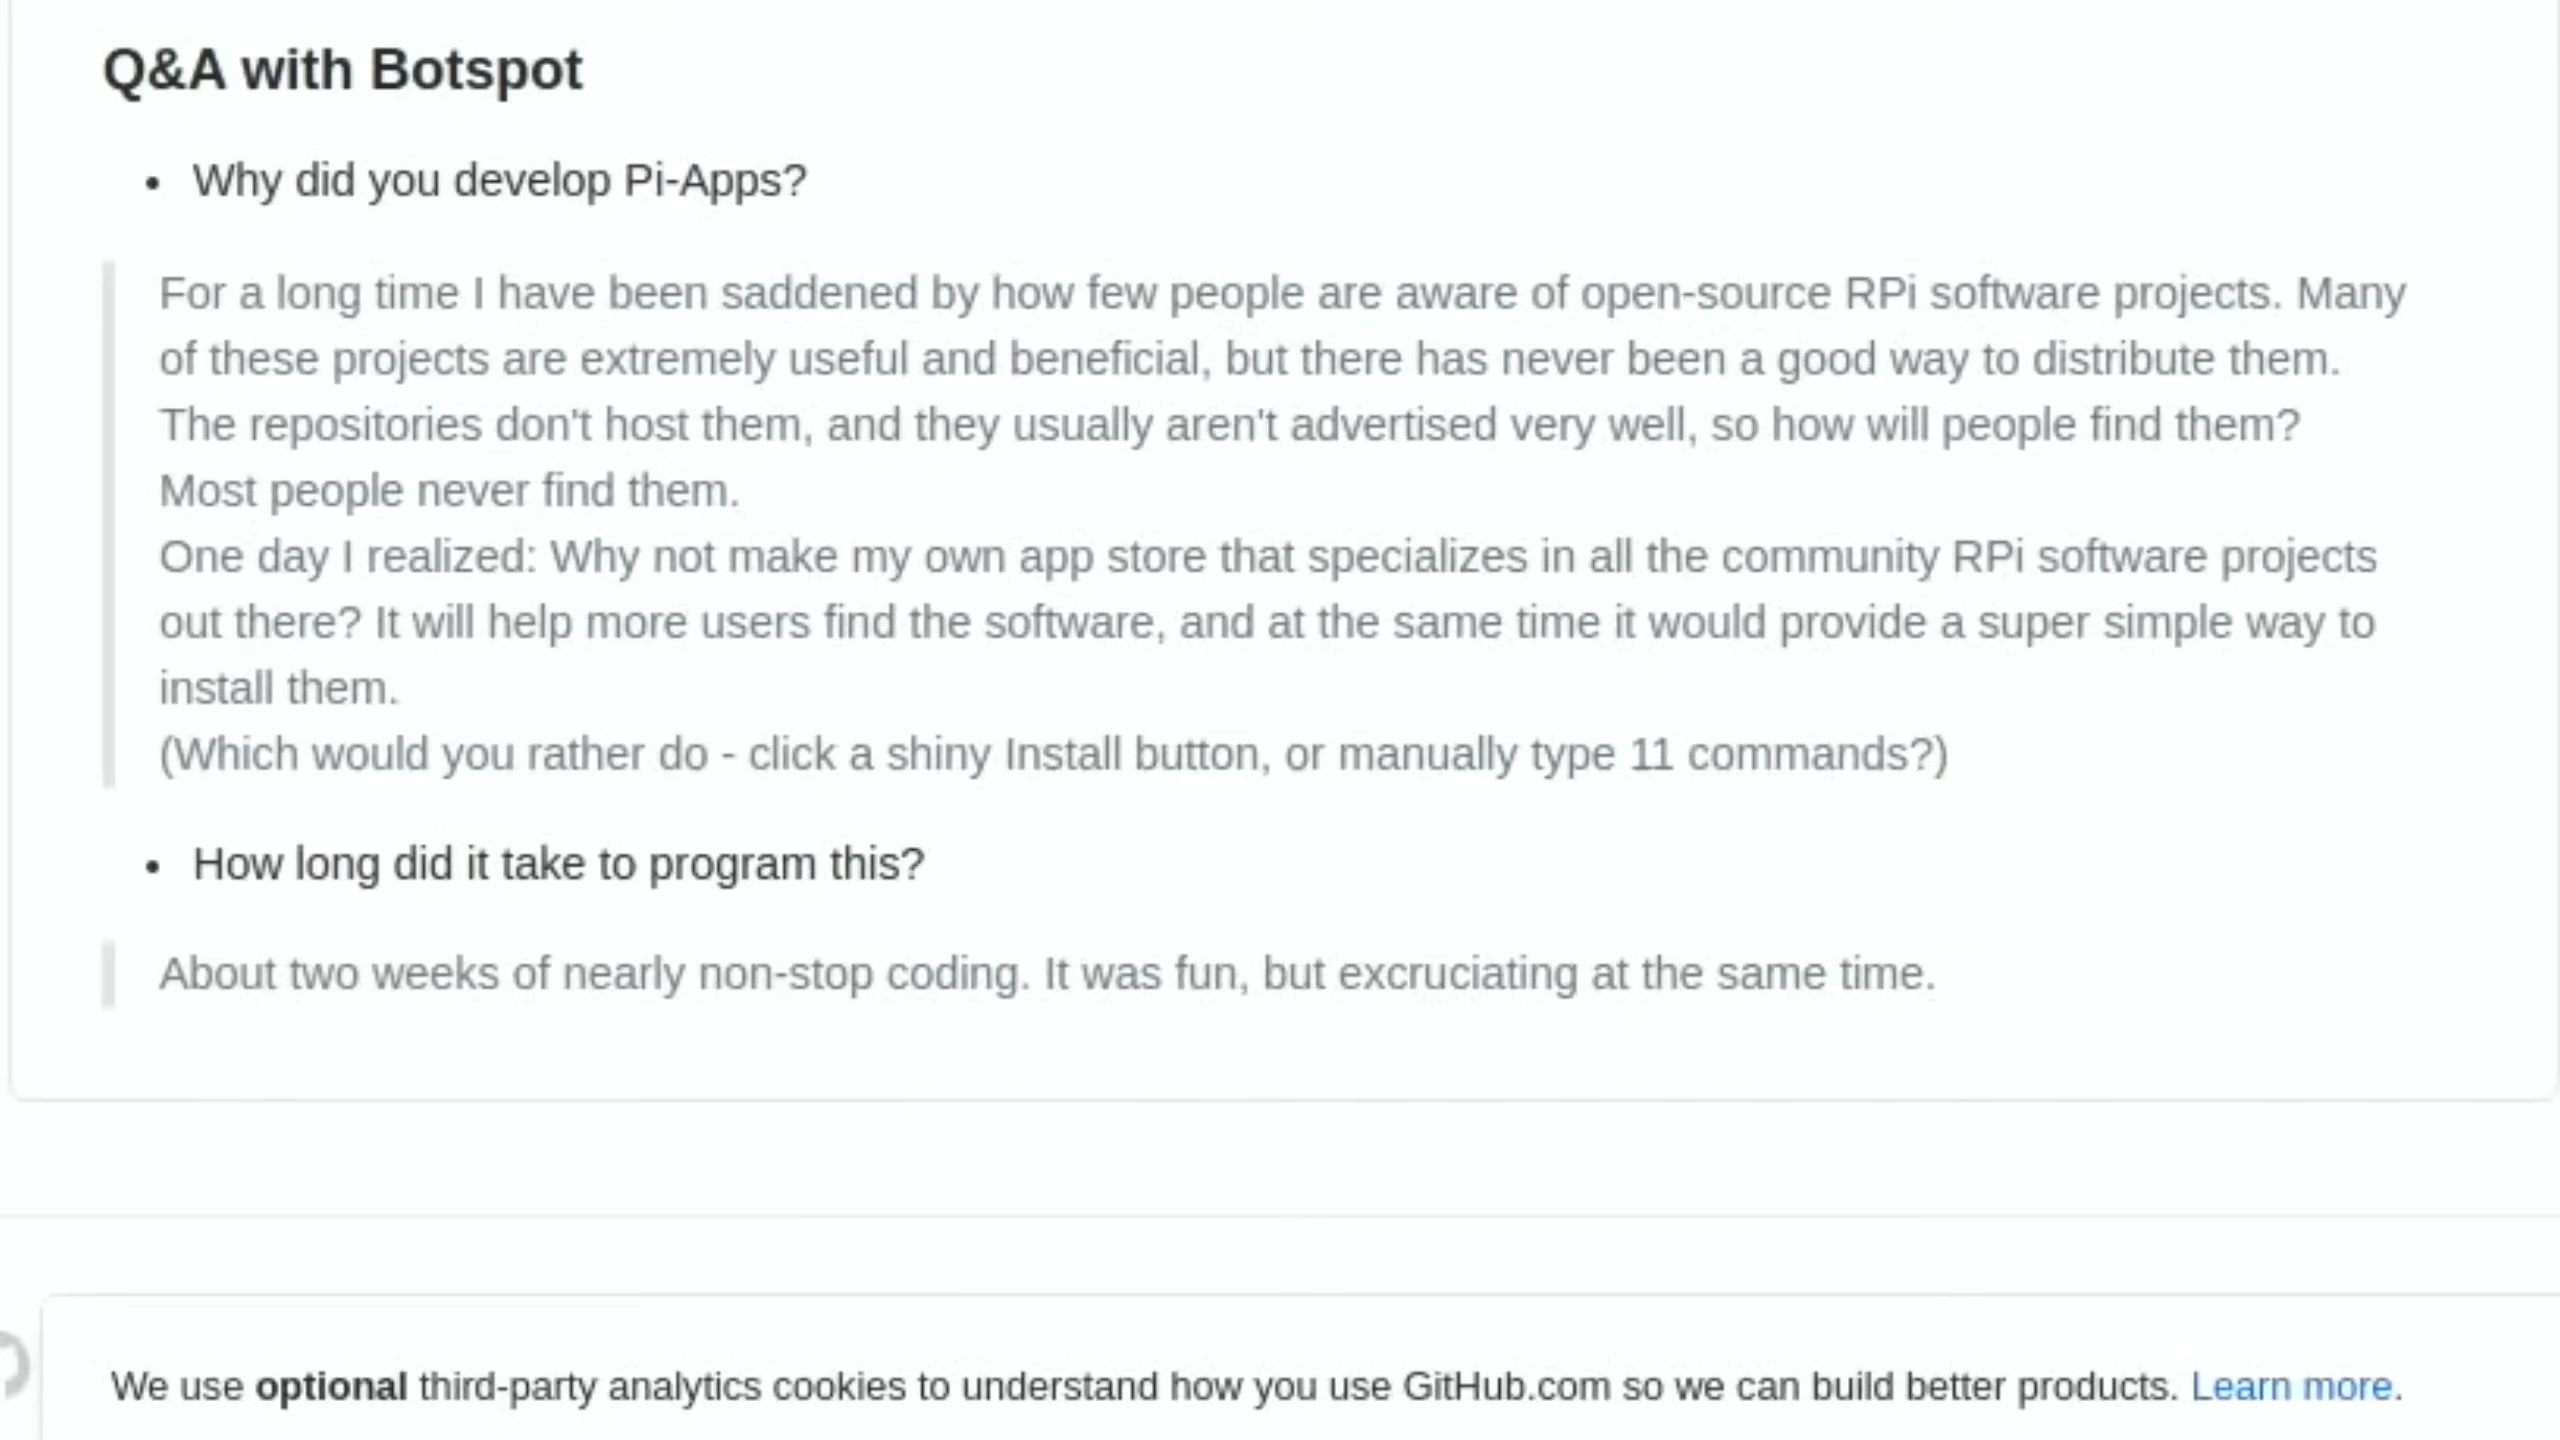 Q&A with Botspot
• Why did you develop Pi-Apps?
For a long time I have been saddened by how few people are aware of open-source RPi software projects. Many
of these projects are extremely useful and beneficial, but there has never been a good way to distribute them.
The repositories don't host them, and they usually aren't advertised very well, so how will people find them?
Most people never find them.
One day I realized: Why not make my own app store that specializes in all the community RPi software projects
out there? It will help more users find the software, and at the same time it would provide a super simple way to
install them.
(Which would you rather do - click a shiny Install button, or manually type 11 commands?)
• How long did it take to program this?
About two weeks of nearly non-stop coding. It was fun, but excruciating at the same time.
We use optional third-party analytics cookies to understand how you use GitHub.com so we can build better products. Learn more.